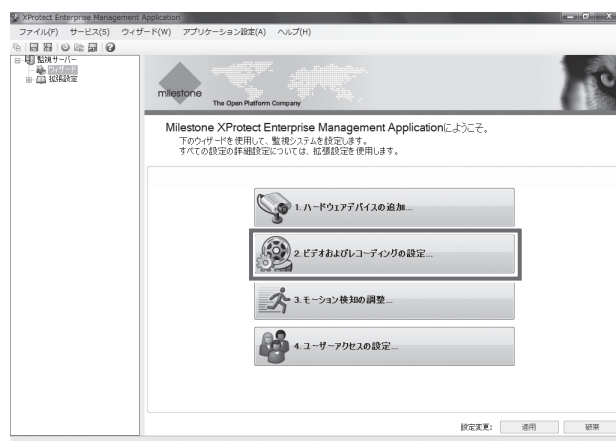 XProtect Enterprise Management Application
ファイル(F) サービス(S) ウィザード(W) アプリケーション設定(A) ヘルプ(H)
監視サーバー
ウィザード
拡張設定
milestone
The Open Platform Company
Milestone XProtect Enterprise Management Applicationにようこそ。
下のウィザードを使用して、監視システムを設定します。
すべての設定の詳細設定については、拡張設定を使用します。
1. ハードウェアデバイスの追加...
2. ビデオおよびレコーディングの設定...
3. モーション検知の調整...
4. ユーザーアクセスの設定...
設定変更: 適用 破棄